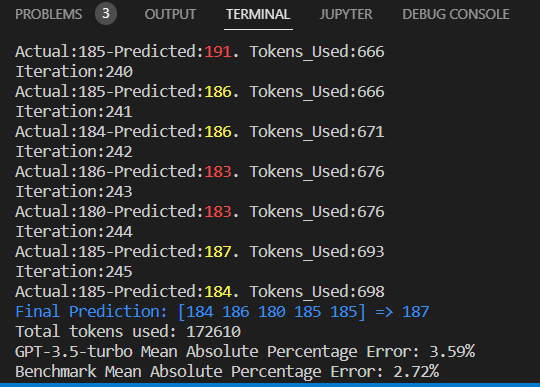 PROBLEMS 3 OUTPUT TERMINAL JUPYTER DEBUG CONSOLE
Actual:185-Predicted:191. Tokens_Used:666
Iteration:240
Actual:185-Predicted:186. Tokens_Used:666
Iteration:241
Actual:184-Predicted:186. Tokens_Used:671
Iteration:242
Actual:186-Predicted:183. Tokens_Used:676
Iteration:243
Actual:180-Predicted:183. Tokens_Used:676
Iteration:244
Actual:185-Predicted:187. Tokens_Used:693
Iteration:245
Actual:185-Predicted:184. Tokens_Used:698
Final Prediction: [184 186 180 185 185] => 187
Total tokens used: 172610
GPT-3.5-turbo Mean Absolute Percentage Error: 3.59%
Benchmark Mean Absolute Percentage Error: 2.72%